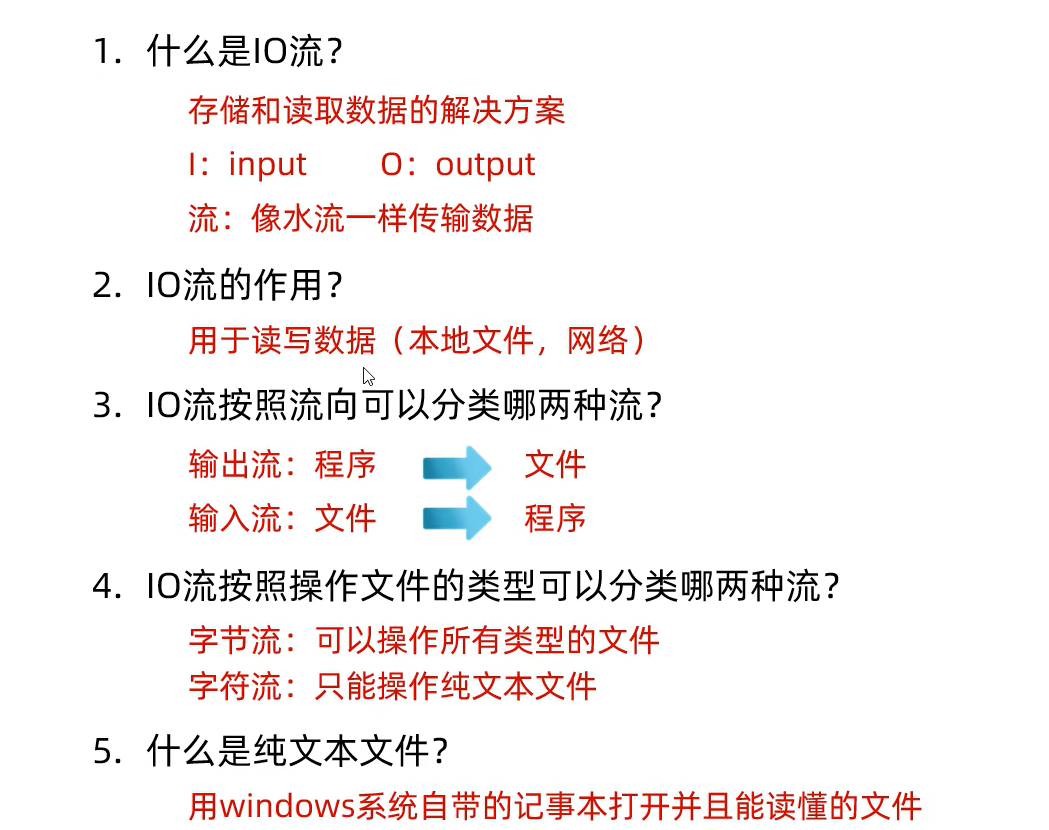 1. 什么是IO流？
存储和读取数据的解决方案
I：input O：output
流：像水流一样传输数据
2. IO流的作用？
用于读写数据（本地文件，网络）
3. IO流按照流向可以分类哪两种流？
输出流：程序 文件
输入流：文件 程序
4. IO流按照操作文件的类型可以分类哪两种流？
字节流：可以操作所有类型的文件
字符流：只能操作纯文本文件
5. 什么是纯文本文件？
用windows系统自带的记事本打开并且能读懂的文件